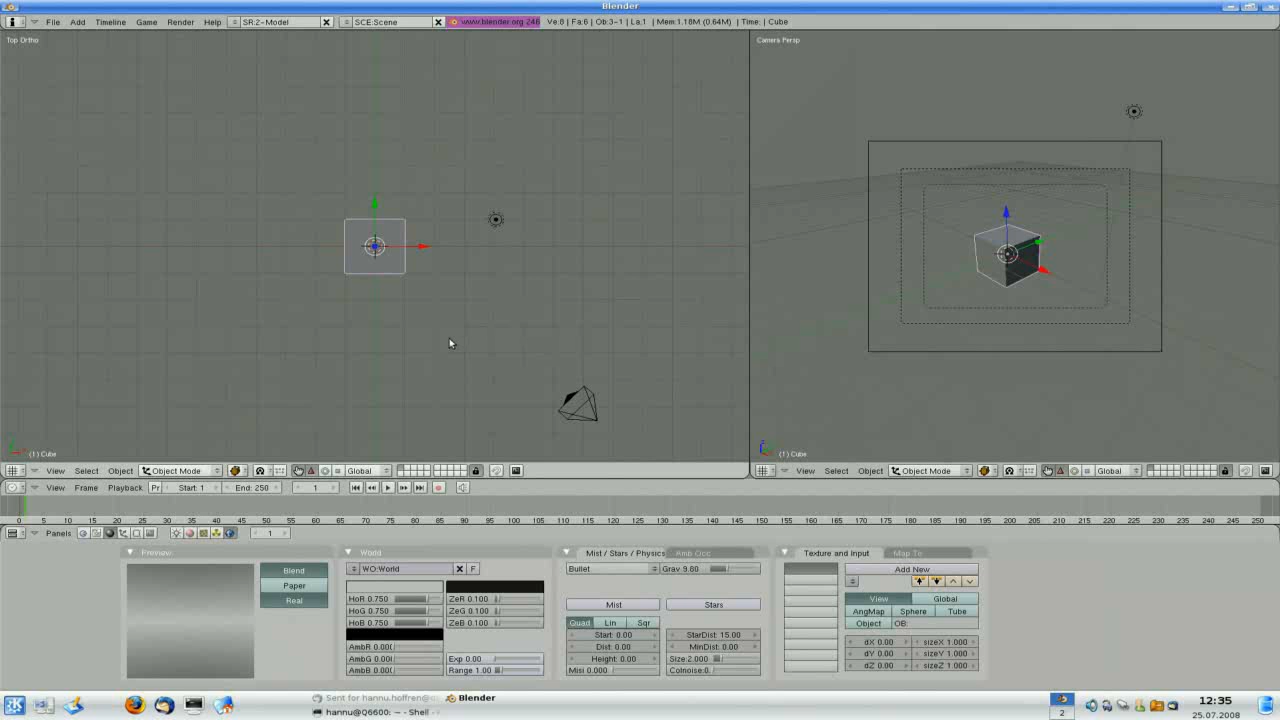 Blender
File Add Timeline Game Render Help SR:2-Model SCE:Scene www.blender.org 246 Ve:8 | Fa:6 | Ob:3-1 | La:1 | Mem:1.18M (0.64M) | Time: | Cube
Top Ortho
Camera Persp
(1) Cube
(1) Cube
View Select Object Object Mode Global
View Select Object Object Mode Global
View Frame Playback Pr Start: 1 End: 250 1
0 5 10 15 20 25 30 35 40 45 50 55 60 65 70 75 80 85 90 95 100 105 110 115 120 125 130 135 140 145 150 155 160 165 170 175 180 185 190 195 200 205 210 215 220 225 230 235 240 245 250
Panels 1
Preview
World
Mist / Stars / Physics
Amb Occ
Texture and Input
Map To
Blend
Paper
Real
WO:World F
HoR 0.750
HoG 0.750
HoB 0.750
ZeR 0.100
ZeG 0.100
ZeB 0.100
AmbR 0.00
AmbG 0.00
AmbB 0.00
Exp 0.00
Range 1.00
Bullet Grav 9.80
Mist Stars
Quad Lin Sqr
Start: 0.00
Dist: 0.00
Height: 0.00
Misi 0.000
StarDist: 15.00
MinDist: 0.00
Size:2.000
Colnoise:0.
Add New
View Global
AngMap Sphere Tube
Object OB:
dX 0.00 sizeX 1.000
dY 0.00 sizeY 1.000
dZ 0.00 sizeZ 1.000
Sent for hannu.hoffren@
hannu@Q6600: ~ - Shell
Blender
2
12:35
25.07.2008